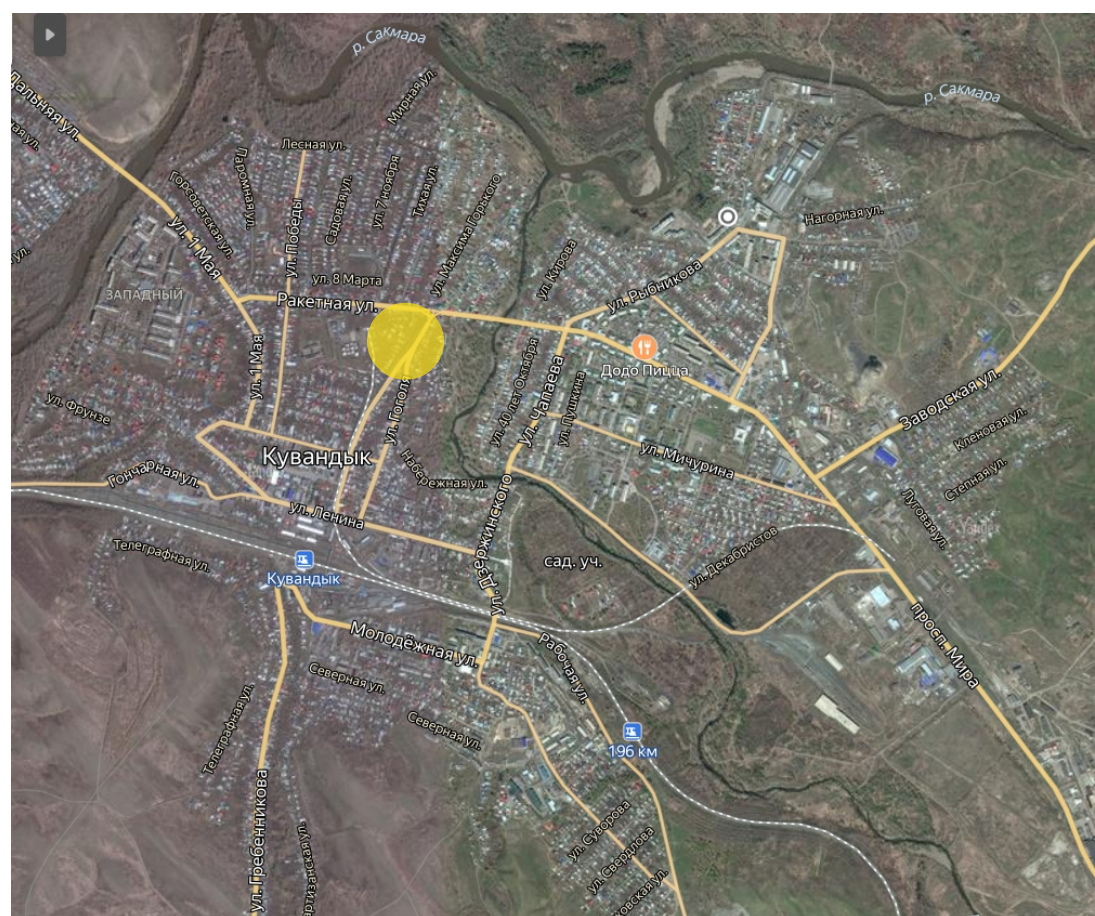 р. Сакмара
р. Сакмара
Дальняя ул.
Мирная ул.
Лесная ул.
Паромная ул.
Горсоветская ул.
ул. Победы
Садовая ул.
ул. 7 ноября
Тихая ул.
ул. Максима Горького
Нагорная ул.
ул. 1 Мая
ул. 8 Марта
ул. Кирова
ул. Рыбникова
ЗАПАДНЫЙ
Ракетная ул.
ул. 1 Мая
ул. Фрунзе
ул. Гоголя
ул. 40 лет Октября
ул. Чапаева
ул. Пушкина
Додо Пицца
Заводская ул.
Кленовая ул.
Степная ул.
Луговая ул.
ул. Мичурина
Кувандык
Набережная ул.
Гончарная ул.
ул. Ленина
ул. Дзержинского
Yandex
Телеграфная ул.
Кувандык
сад. уч.
ул. Декабристов
просп. Мира
Молодёжная ул.
Рабочая ул.
Северная ул.
Северная ул.
Телеграфная ул.
196 км
ул. Гребенникова
ул. Суворова
ул. Свердлова